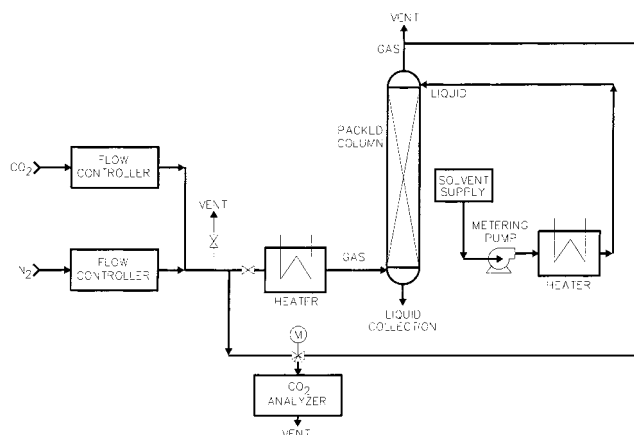 VENT
GAS
LIQUID
PACKED
COLUMN
CO2
FLOW
CONTROLLER
SOLVENT
SUPPLY
VENT
METERING
PUMP
N2
FLOW
CONTROLLER
GAS
HEATER
HEATER
LIQUID
COLLECTION
M
CO2
ANALYZER
VENT